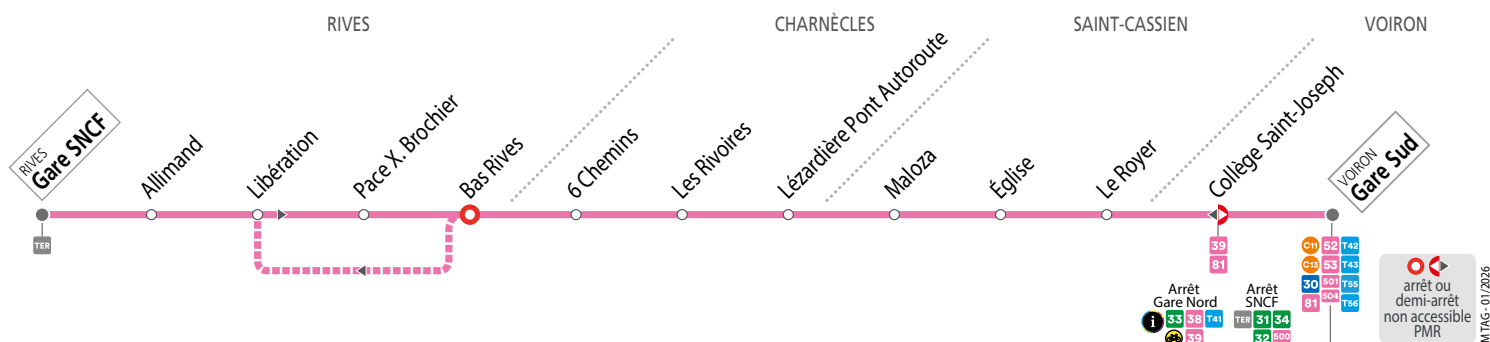 RIVES
CHARNÈCLES
SAINT-CASSIEN
VOIRON
RIVES
Gare SNCF
Allimand
Libération
Pace X. Brochier
Bas Rives
6 Chemins
Les Rivoires
Lézardière Pont Autoroute
Maloza
Église
Le Royer
Collège Saint-Joseph
VOIRON
Gare Sud
TER
39
81
C11 52 T42
C13 53 T43
30 501 T55
81 504 T56
Arrêt
Gare Nord
i 33 38 T41
39
Arrêt
SNCF
TER 31 34
32 500
arrêt ou
demi-arrêt
non accessible
PMR
M TAG - 01/2026